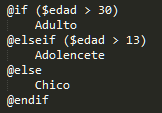 @if ($edad > 30)
    Adulto
@elseif ($edad > 13)
    Adolencete
@else
    Chico
@endif